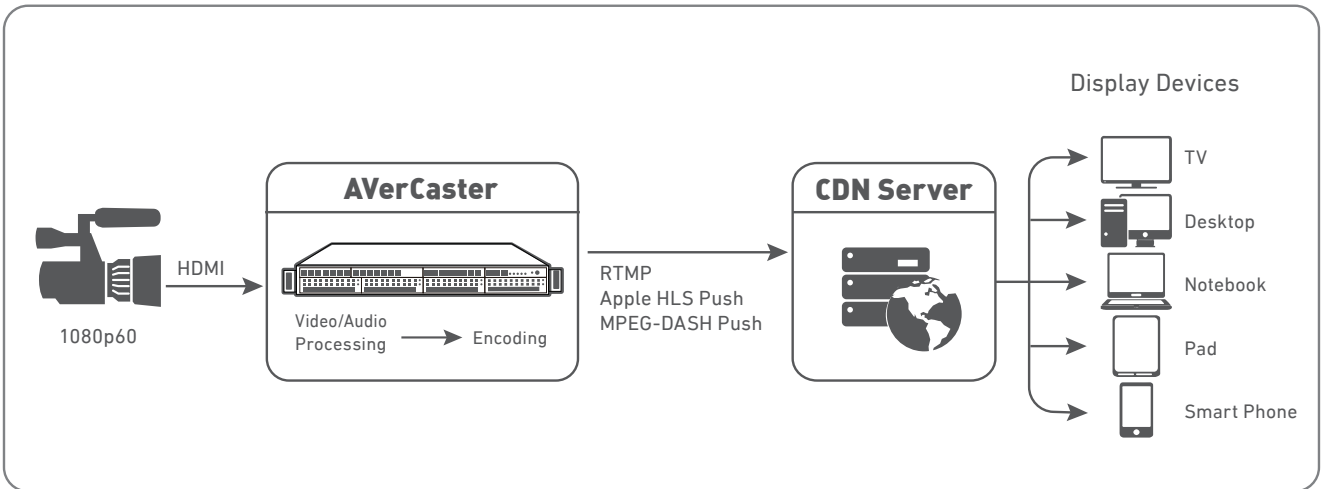 Display Devices
AVerCaster
CDN Server
TV
Desktop
HDMI
RTMP
Apple HLS Push
MPEG-DASH Push
Notebook
1080p60
Video/Audio
Processing
Encoding
Pad
Smart Phone